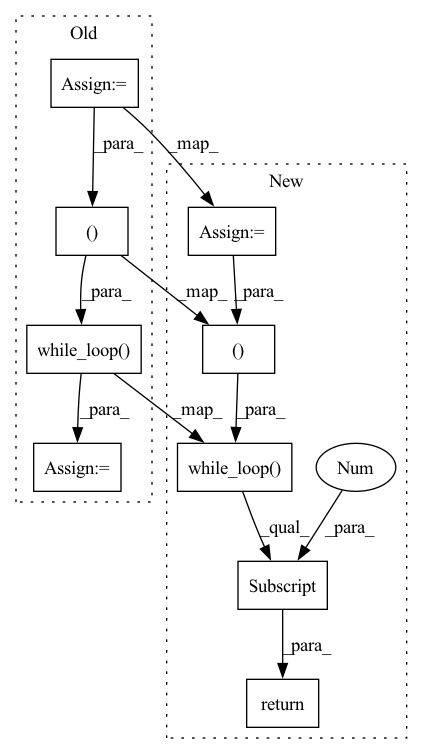 Old
Assign:=
_para_
_map_
New
()
Assign:=
_para_
_map_
_para_
while_loop()
()
_para_
_map_
_para_
Assign:=
while_loop()
Num
_qual_
_para_
Subscript
_para_
return